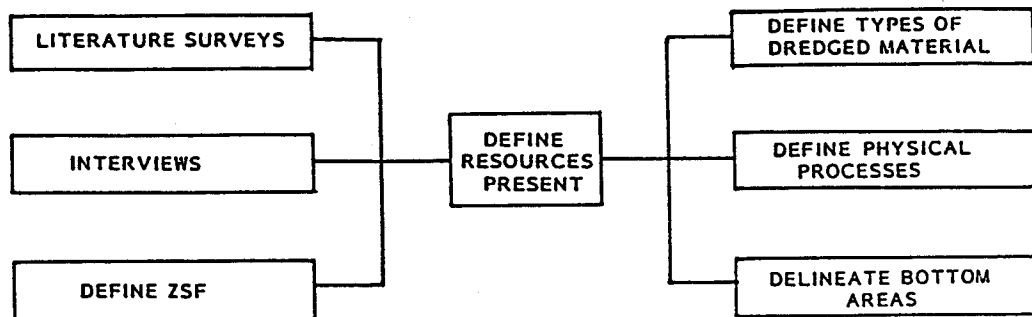 LITERATURE SURVEYS
INTERVIEWS
DEFINE ZSF
DEFINE
RESOURCES
PRESENT
DEFINE TYPES OF
DREDGED MATERIAL
DEFINE PHYSICAL
PROCESSES
DELINEATE BOTTOM
AREAS